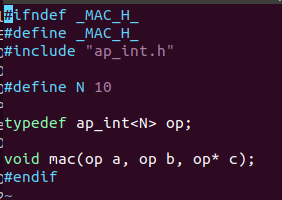 #ifndef _MAC_H_
#define _MAC_H_
#include "ap_int.h"
#define N 10
typedef ap_int<N> op;
void mac(op a, op b, op* c);
#endif
~